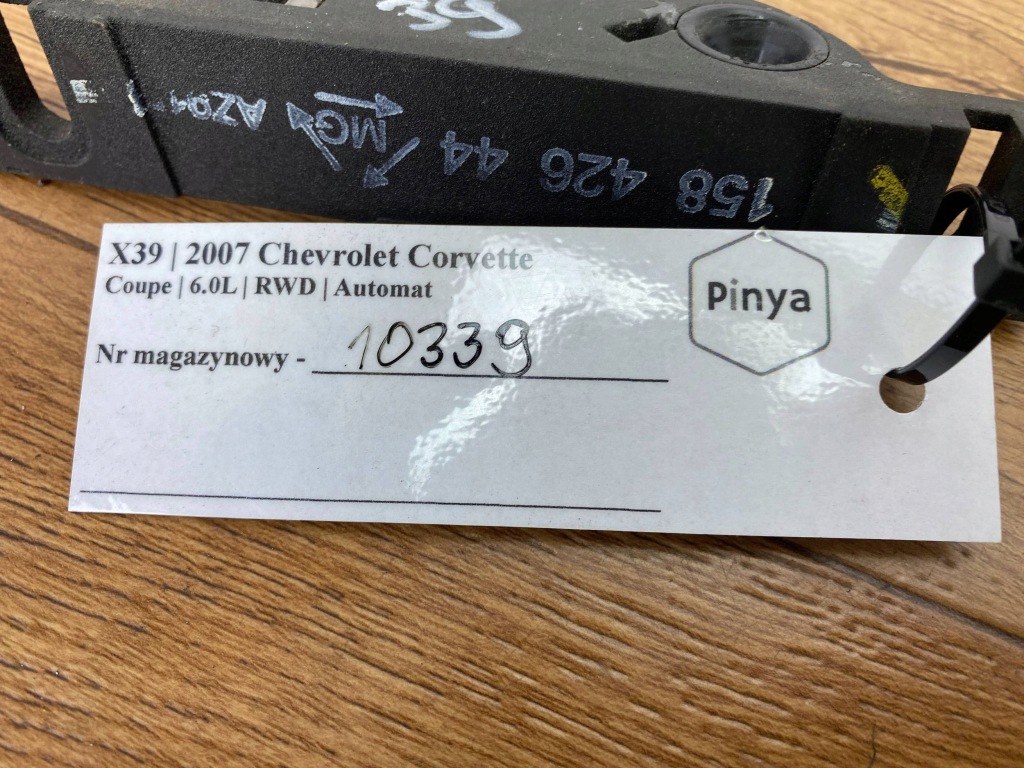 158 426 44 MG AZ04
X39 | 2007 Chevrolet Corvette
Coupe | 6.0L | RWD | Automat
Nr magazynowy - 10339
Pinya